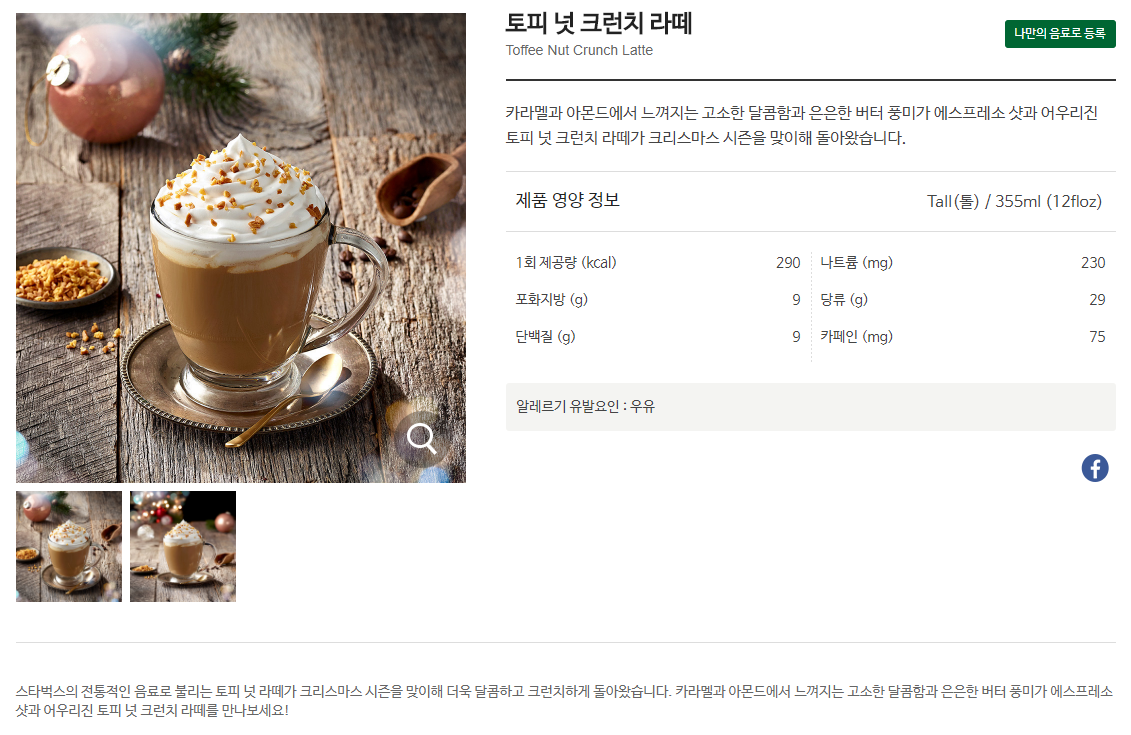 토피 넛 크런치 라떼
Toffee Nut Crunch Latte
나만의 음료로 등록
카라멜과 아몬드에서 느껴지는 고소한 달콤함과 은은한 버터 풍미가 에스프레소 샷과 어우리진
토피 넛 크런치 라떼가 크리스마스 시즌을 맞이해 돌아왔습니다.
제품 영양 정보 Tall(톨) / 355ml (12floz)
1회 제공량 (kcal) 290 나트륨 (mg) 230
포화지방 (g) 9 당류 (g) 29
단백질 (g) 9 카페인 (mg) 75
알레르기 유발요인 : 우유
f
스타벅스의 전통적인 음료로 불리는 토피 넛 라떼가 크리스마스 시즌을 맞이해 더욱 달콤하고 크런치하게 돌아왔습니다. 카라멜과 아몬드에서 느껴지는 고소한 달콤함과 은은한 버터 풍미가 에스프레소
샷과 어우리진 토피 넛 크런치 라떼를 만나보세요!